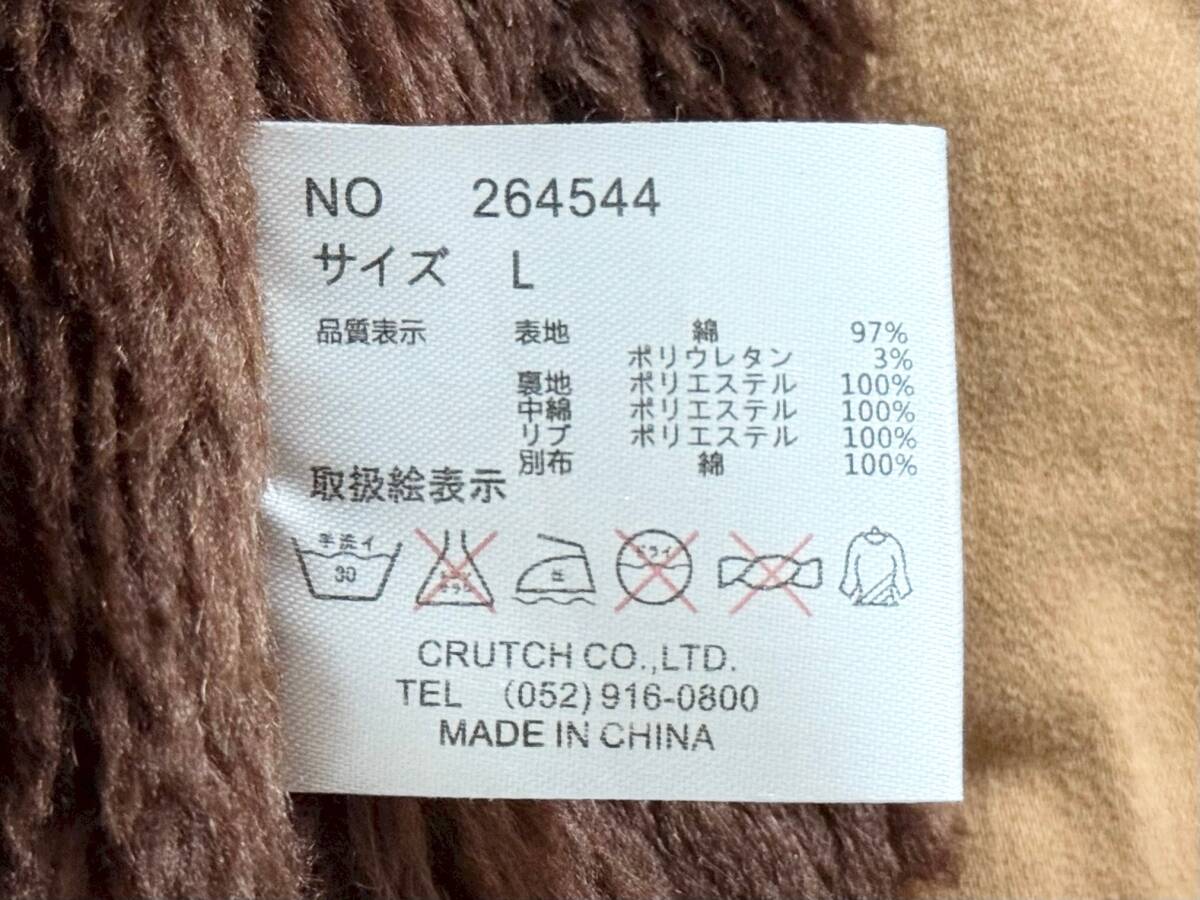 NO 264544
サイズ L
品質表示 表地 綿 97%
ポリウレタン 3%
裏地 ポリエステル 100%
中綿 ポリエステル 100%
リブ ポリエステル 100%
別布 綿 100%
取扱絵表示
手洗イ
30
ドライ
CRUTCH CO.,LTD.
TEL (052) 916-0800
MADE IN CHINA